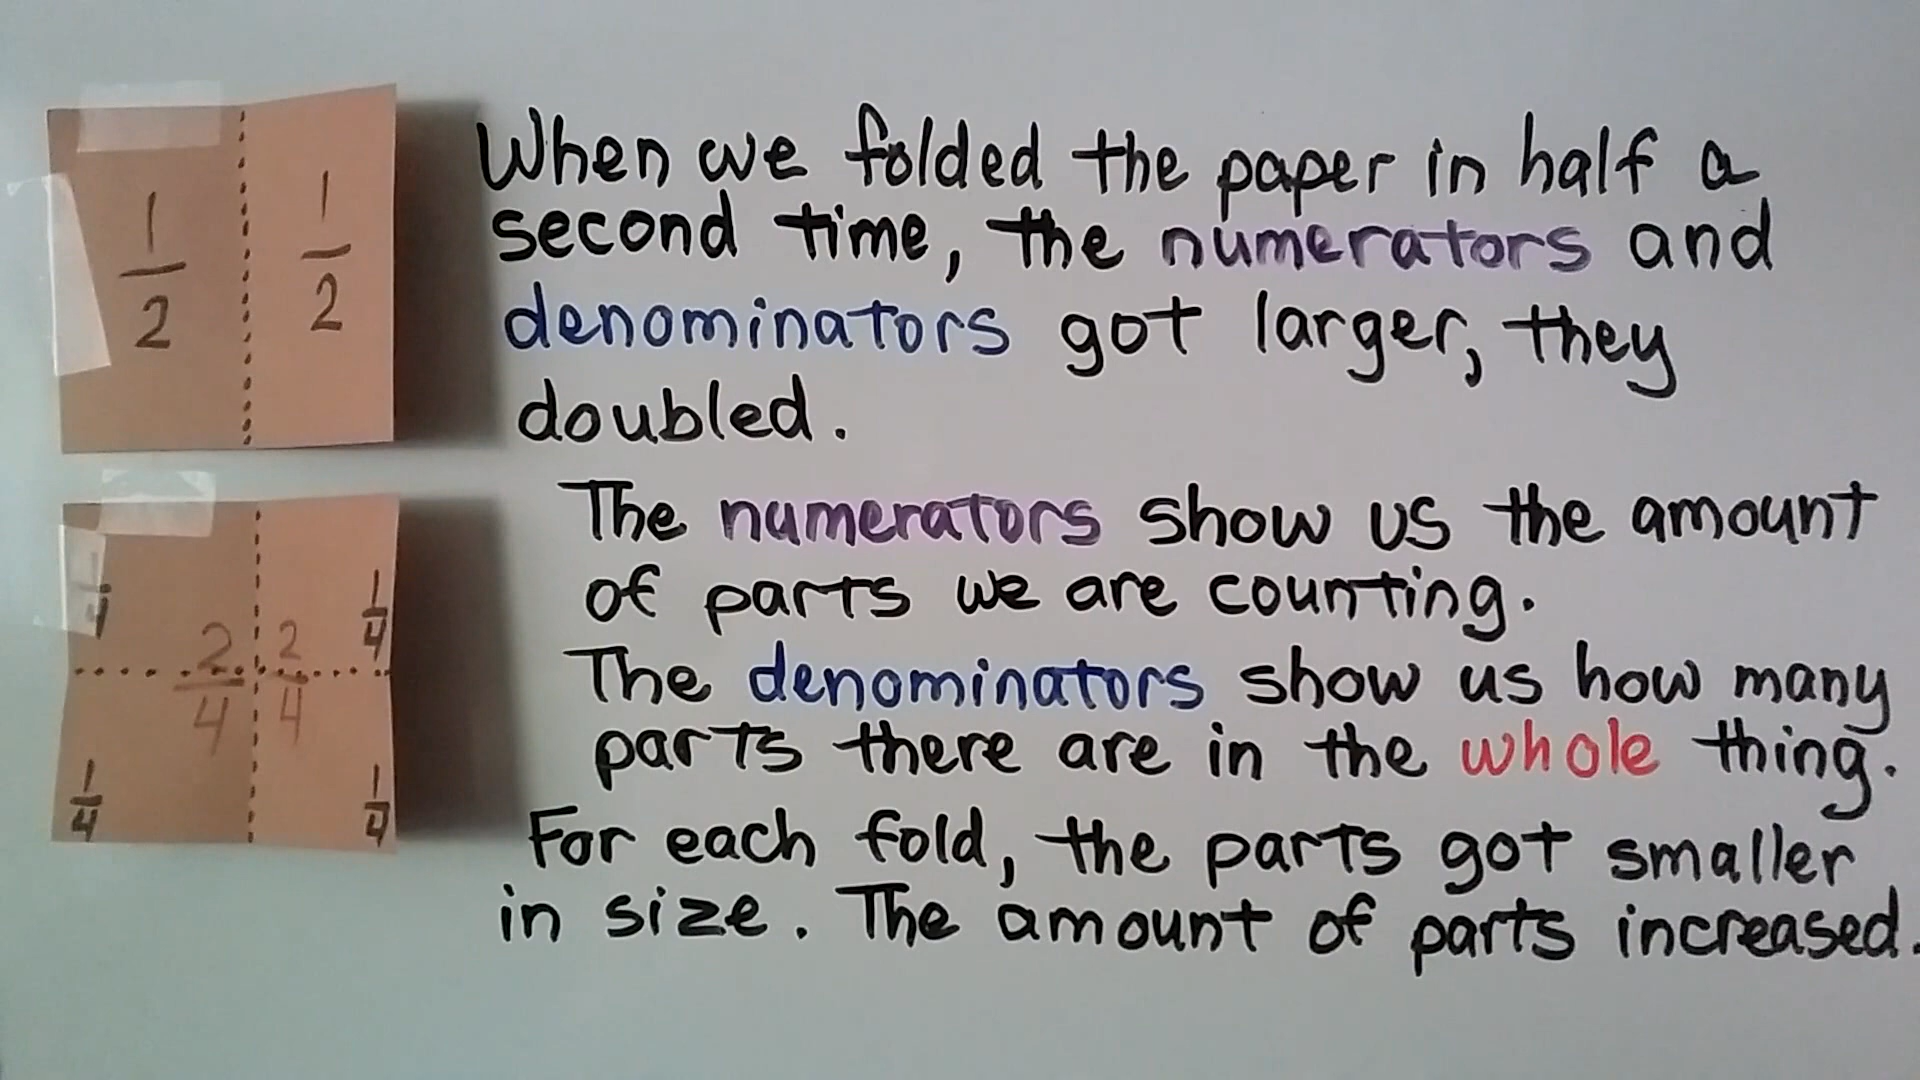 1/2 1/2
When we folded the paper in half a
second time, the numerators and
denominators got larger, they
doubled.
The numerators show us the amount
of parts we are counting.
The denominators show us how many
parts there are in the whole thing.
For each fold, the parts got smaller
in size. The amount of parts increased.
1/4 1/4
2/4 2/4
1/4 1/4